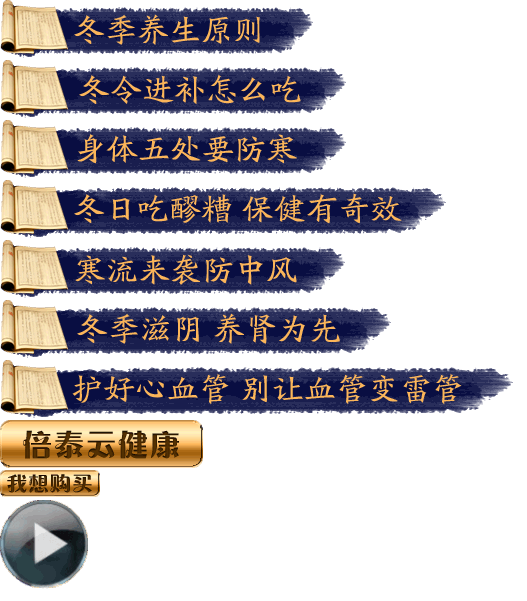 冬季养生原则
冬令进补怎么吃
身体五处要防寒
冬日吃醪糟 保健有奇效
寒流来袭防中风
冬季滋阴 养肾为先
护好心血管 别让血管变雷管
倍泰云健康
我想购买